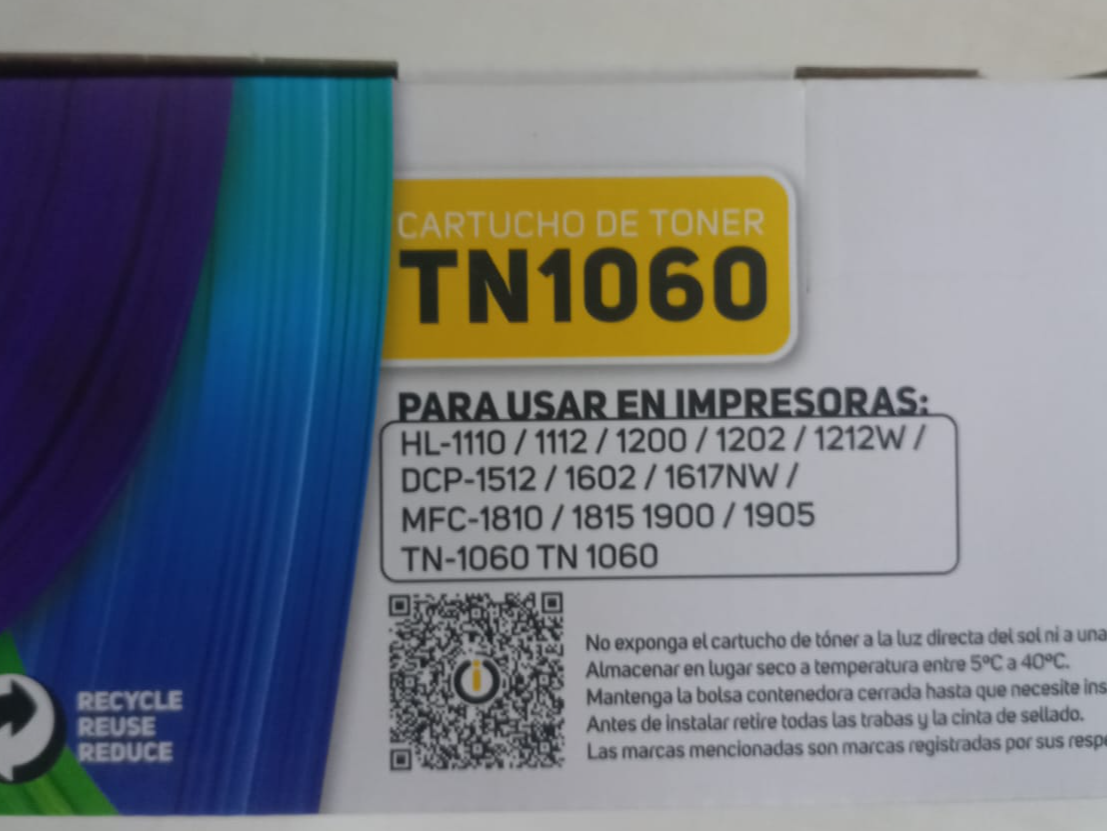 CARTUCHO DE TONER
TN1060
PARA USAR EN IMPRESORAS:
HL-1110 / 1112 / 1200 / 1202 / 1212W /
DCP-1512 / 1602 / 1617NW /
MFC-1810 / 1815 1900 / 1905
TN-1060 TN 1060
No exponga el cartucho de tóner a la luz directa del sol ni a una
Almacenar en lugar seco a temperatura entre 5ºC a 40ºC.
Mantenga la bolsa contenedora cerrada hasta que necesite
Antes de instalar retire todas las trabas y la cinta de sellado.
Las marcas mencionadas son marcas registradas por sus
RECYCLE
REUSE
REDUCE